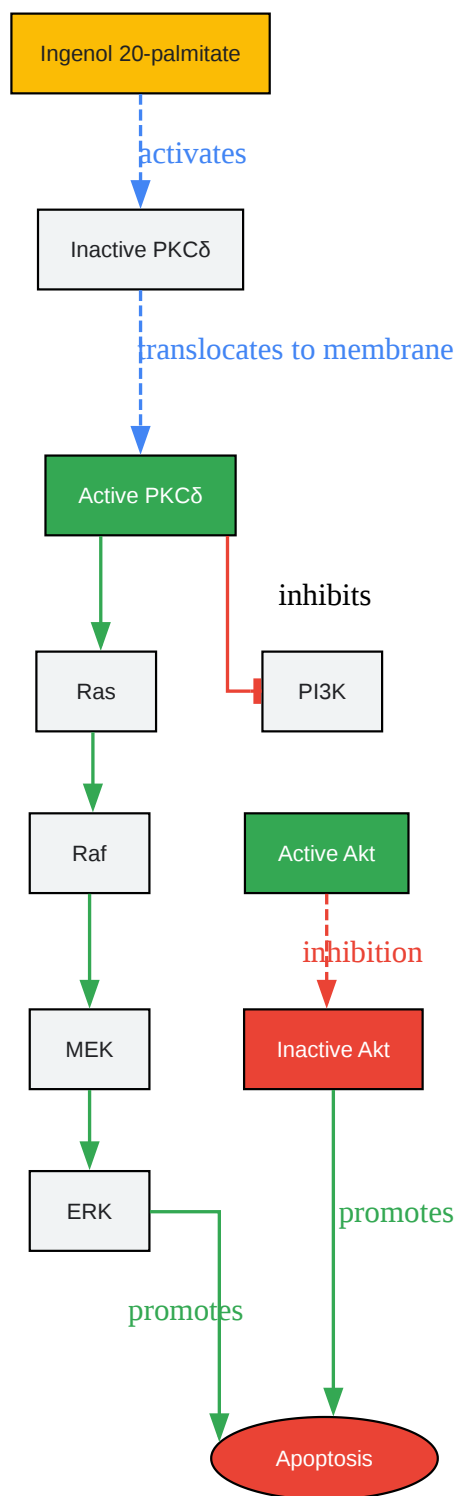 Ingenol 20-palmitate
activates
Inactive PKCδ
translocates to membrane
Active PKCδ
inhibits
Ras
PI3K
Raf
Active Akt
inhibition
MEK
Inactive Akt
ERK
promotes
promotes
Apoptosis